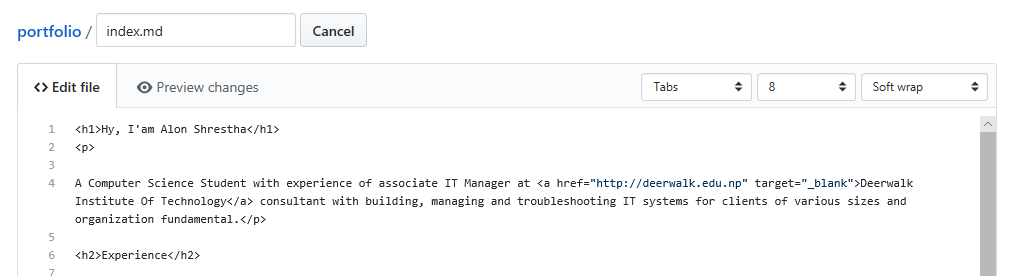 portfolio / index.md Cancel
<> Edit file Preview changes Tabs 8 Soft wrap
1 <h1>Hy, I'am Alon Shrestha</h1>
2 <p>
3
4 A Computer Science Student with experience of associate IT Manager at <a href="http://deerwalk.edu.np" target="_blank">Deerwalk
Institute Of Technology</a> consultant with building, managing and troubleshooting IT systems for clients of various sizes and
organization fundamental.</p>
5
6 <h2>Experience</h2>
7